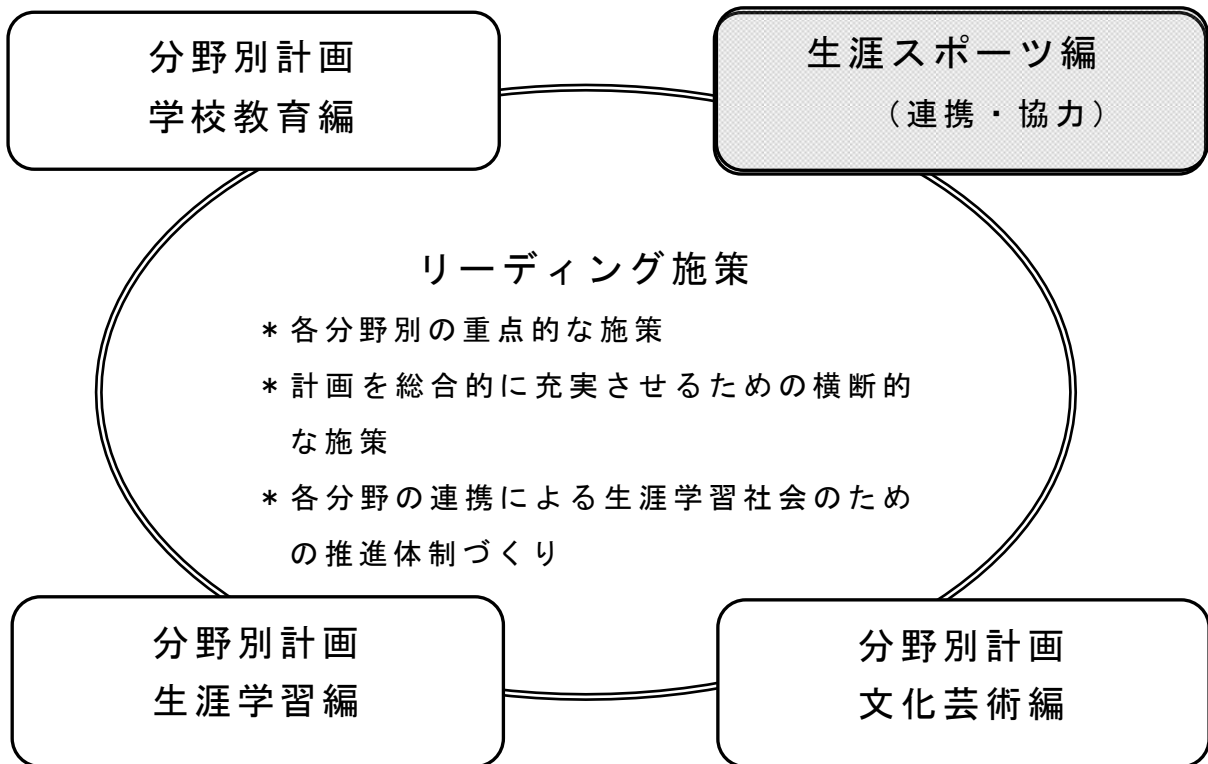 分野別計画
学校教育編
生涯スポーツ編
（連携・協力）
リーディング施策
＊各分野別の重点的な施策
＊計画を総合的に充実させるための横断的
な施策
＊各分野の連携による生涯学習社会のため
の推進体制づくり
分野別計画
生涯学習編
分野別計画
文化芸術編